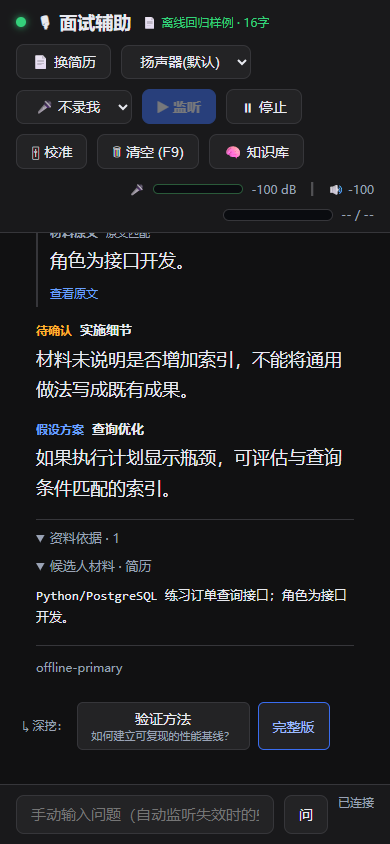 面试辅助 离线回归样例 · 16字
换简历 扬声器(默认)
不录我 ▶ 监听 ⏸ 停止
校准 清空 (F9) 知识库
-100 dB | -100
-- / --
材料原文 原文匹配
角色为接口开发。
查看原文
待确认 实施细节
材料未说明是否增加索引，不能将通用
做法写成既有成果。
假设方案 查询优化
如果执行计划显示瓶颈，可评估与查询
条件匹配的索引。
▼ 资料依据 · 1
▼ 候选人材料 · 简历
Python/PostgreSQL 练习订单查询接口；角色为接口
开发。
offline-primary
↳ 深挖： 验证方法 完整版
如何建立可复现的性能基线？
手动输入问题（自动监听失效时的 问 已连接